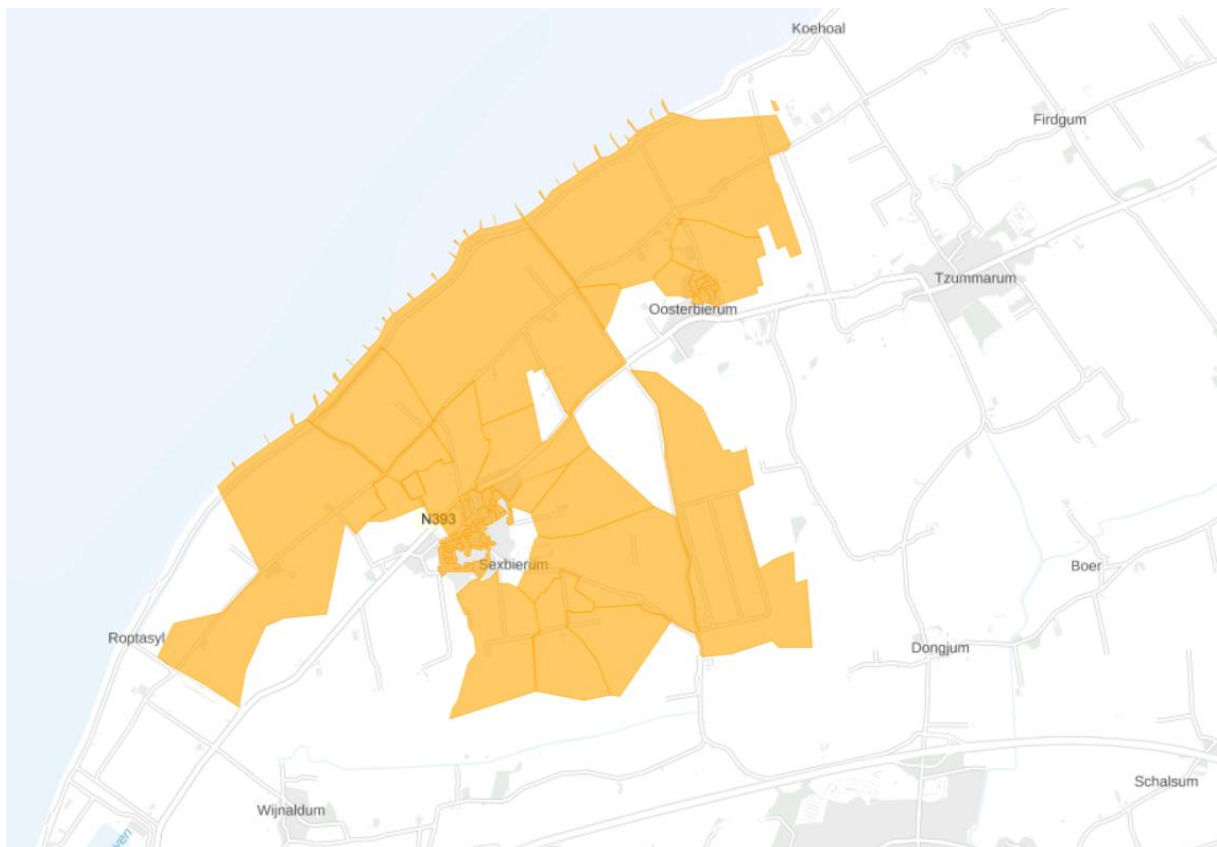 Koehoal
Firdgum
Tzummarum
Oosterbierum
N393
Sexbierum
Boer
Roptasyl
Dongjum
Schalsum
Wijnaldum